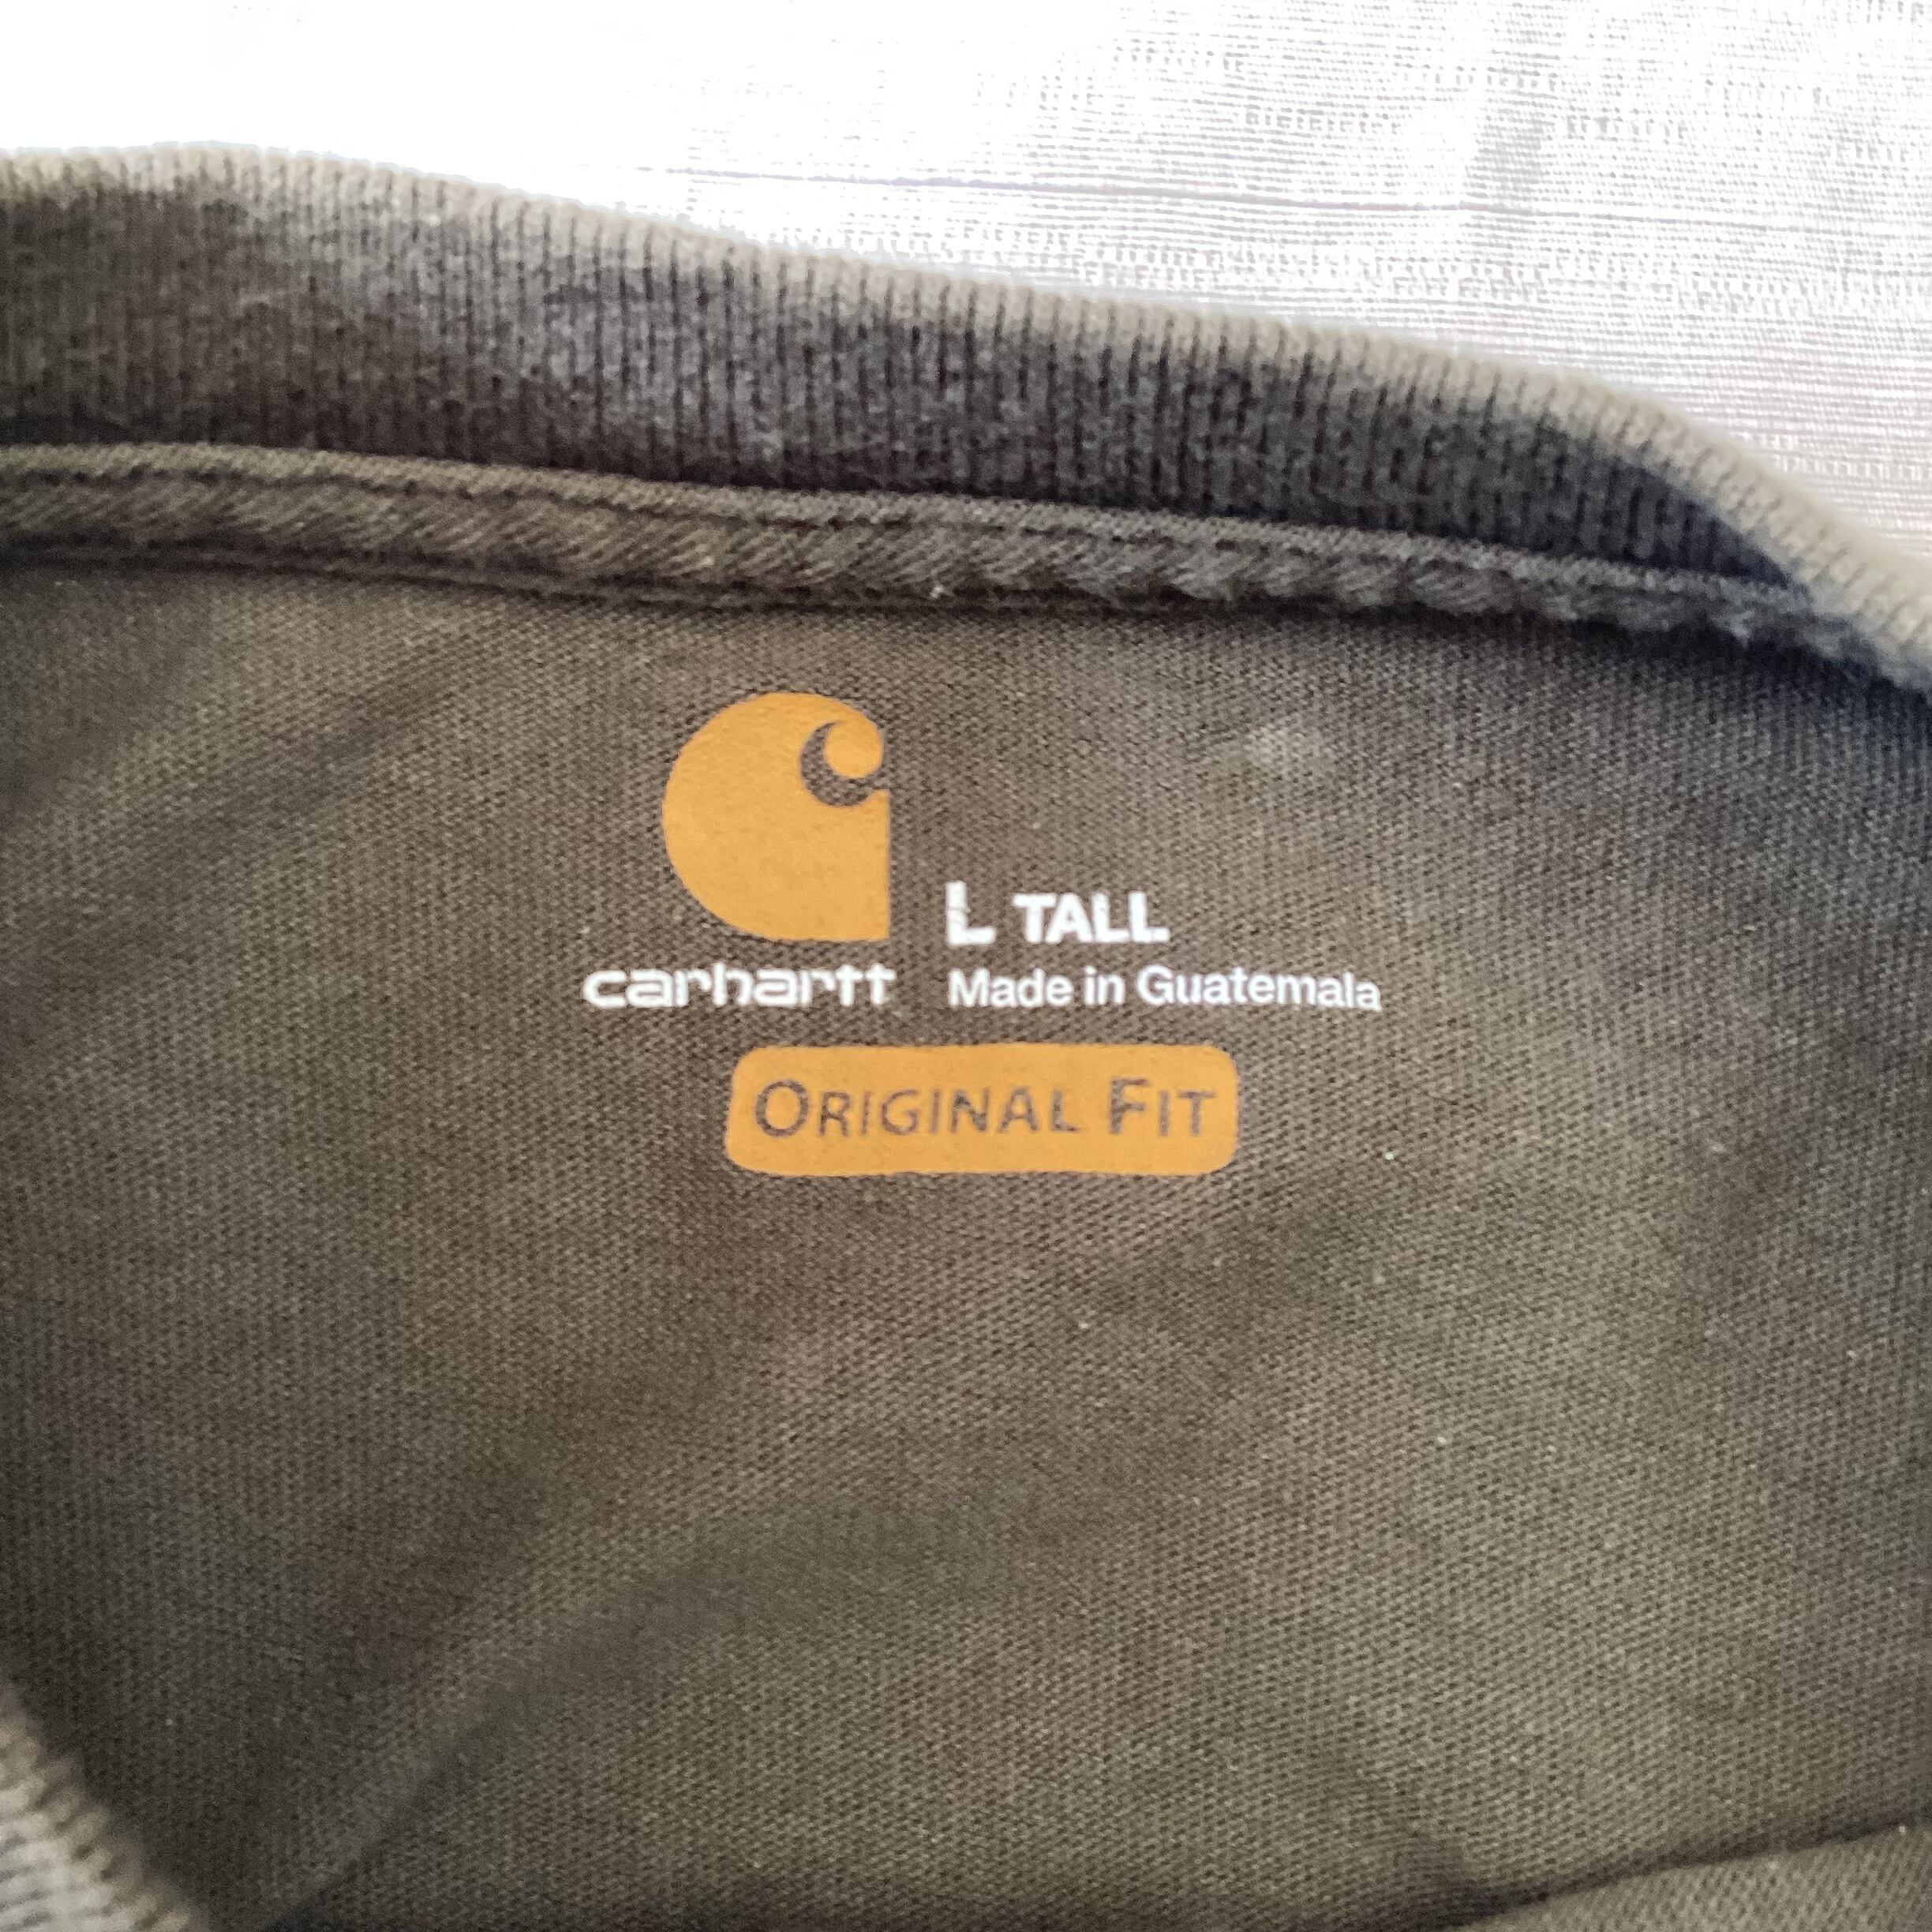 L TALL
carhartt Made in Guatemala
ORIGINAL FIT